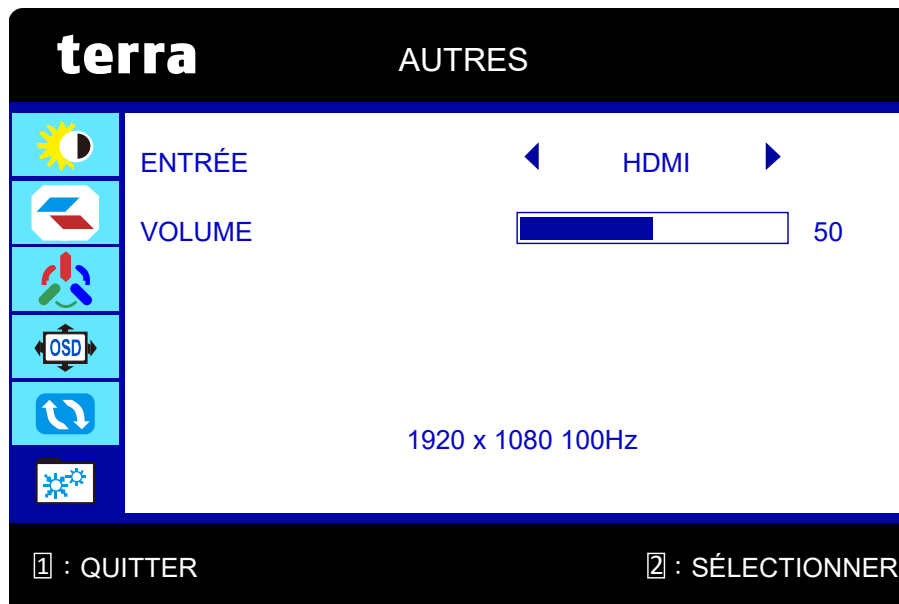 terra
AUTRES
ENTRÉE HDMI
VOLUME 50
OSD
1920 x 1080 100Hz
1 : QUITTER 2 : SÉLECTIONNER